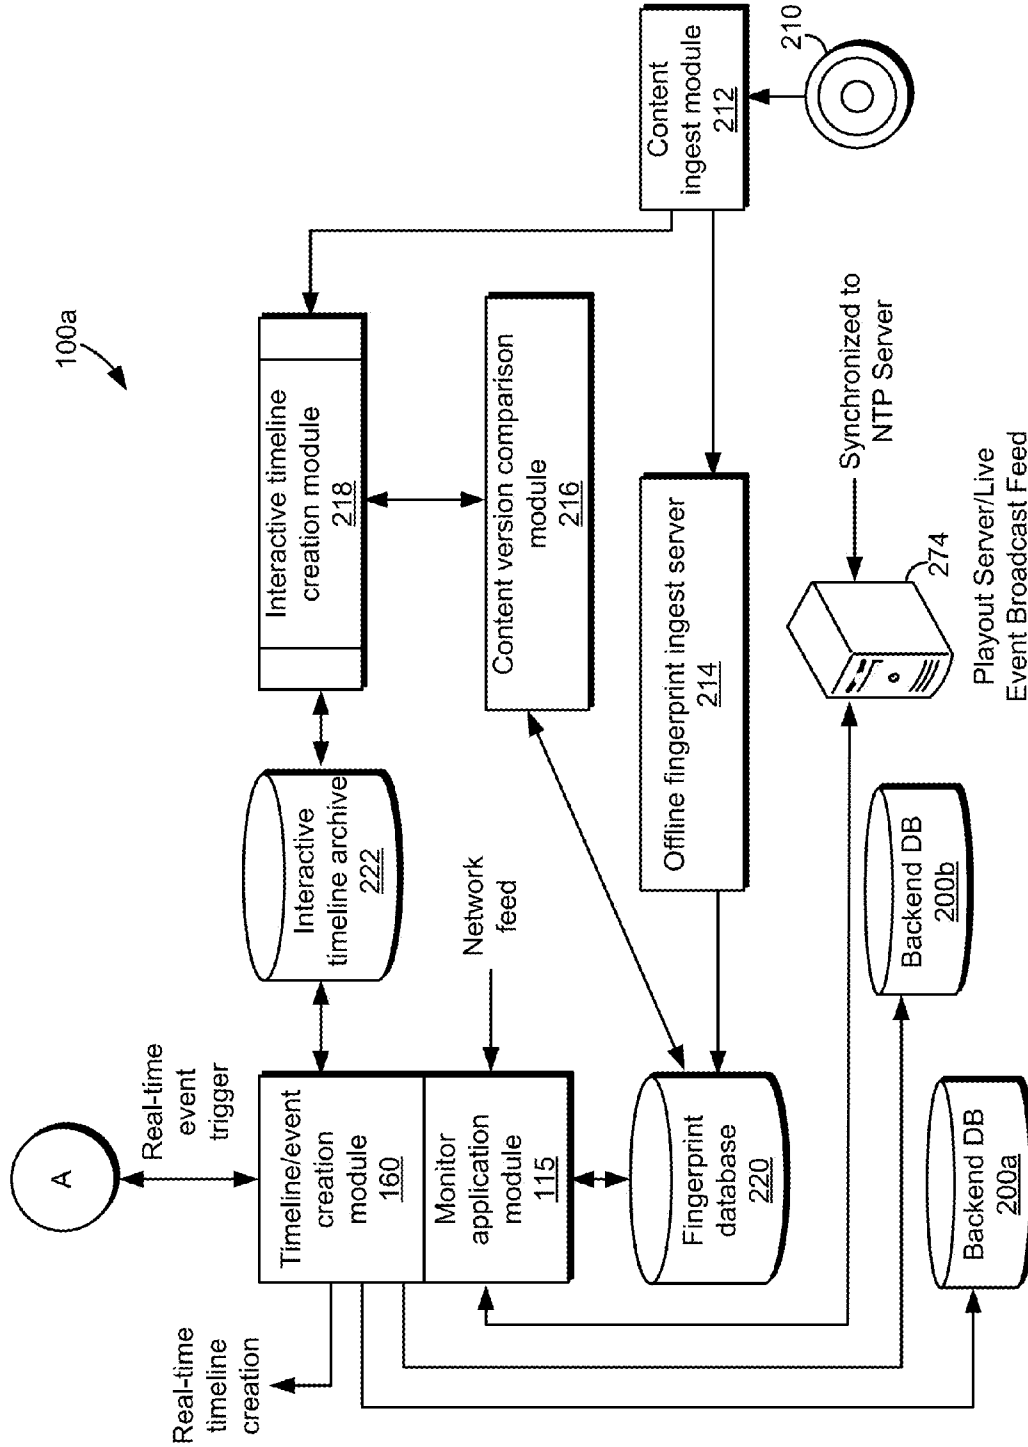 100a
A
Real-time
event
trigger
Real-time
timeline
creation
Timeline/event
creation
module
160
Monitor
application
module
115
Interactive
timeline archive
222
Network
feed
Interactive timeline
creation module
218
Content version comparison
module
216
Content
ingest module
212
210
Offline fingerprint ingest server
214
Fingerprint
database
220
Synchronized to
NTP Server
274
Playout Server/Live
Event Broadcast Feed
Backend DB
200b
Backend DB
200a